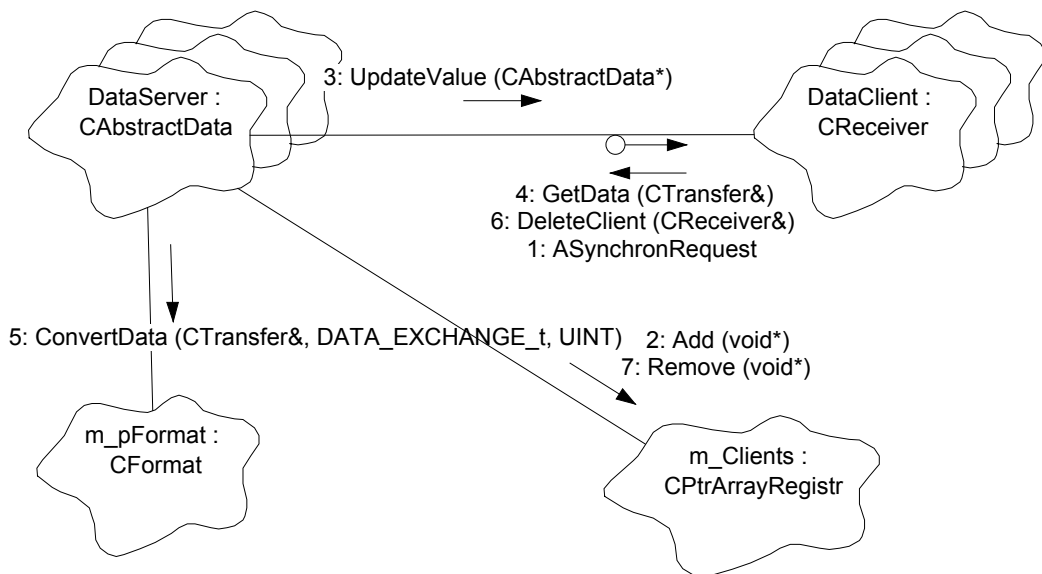 3: UpdateValue (CAbstractData*)
DataServer :
CAbstractData
DataClient :
CReceiver
4: GetData (CTransfer&)
6: DeleteClient (CReceiver&)
1: ASynchronRequest
5: ConvertData (CTransfer&, DATA_EXCHANGE_t, UINT)
2: Add (void*)
7: Remove (void*)
m_pFormat :
CFormat
m_Clients :
CPtrArrayRegistr